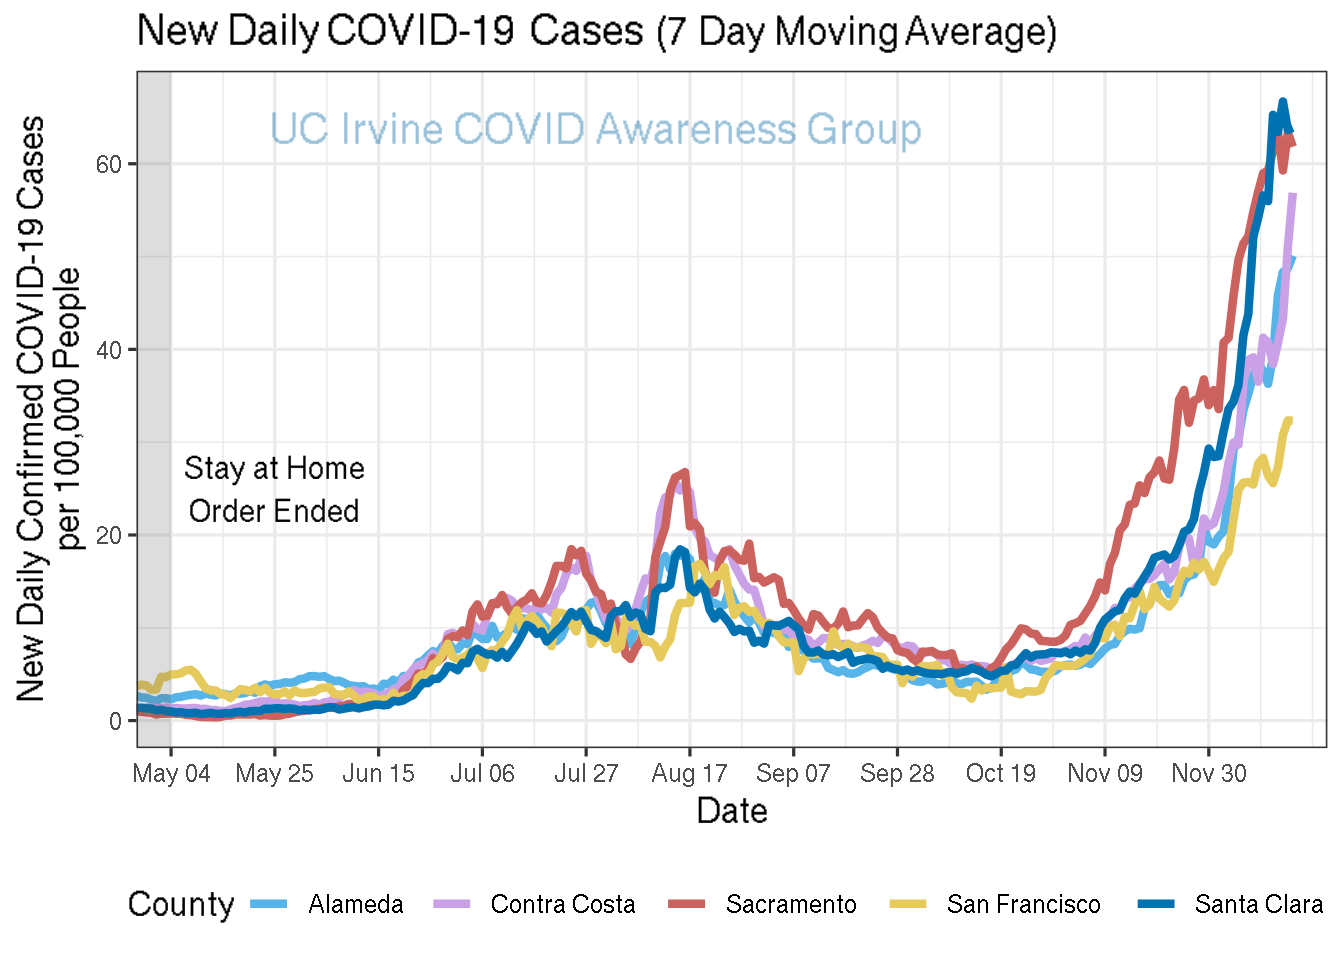 New Daily COVID-19 Cases (7 Day Moving Average)
UC Irvine COVID Awareness Group
New Daily Confirmed COVID-19 Cases
per 100,000 People
60
40
20
0
Stay at Home
Order Ended
May 04 May 25 Jun 15 Jul 06 Jul 27 Aug 17 Sep 07 Sep 28 Oct 19 Nov 09 Nov 30
Date
County Alameda Contra Costa Sacramento San Francisco Santa Clara